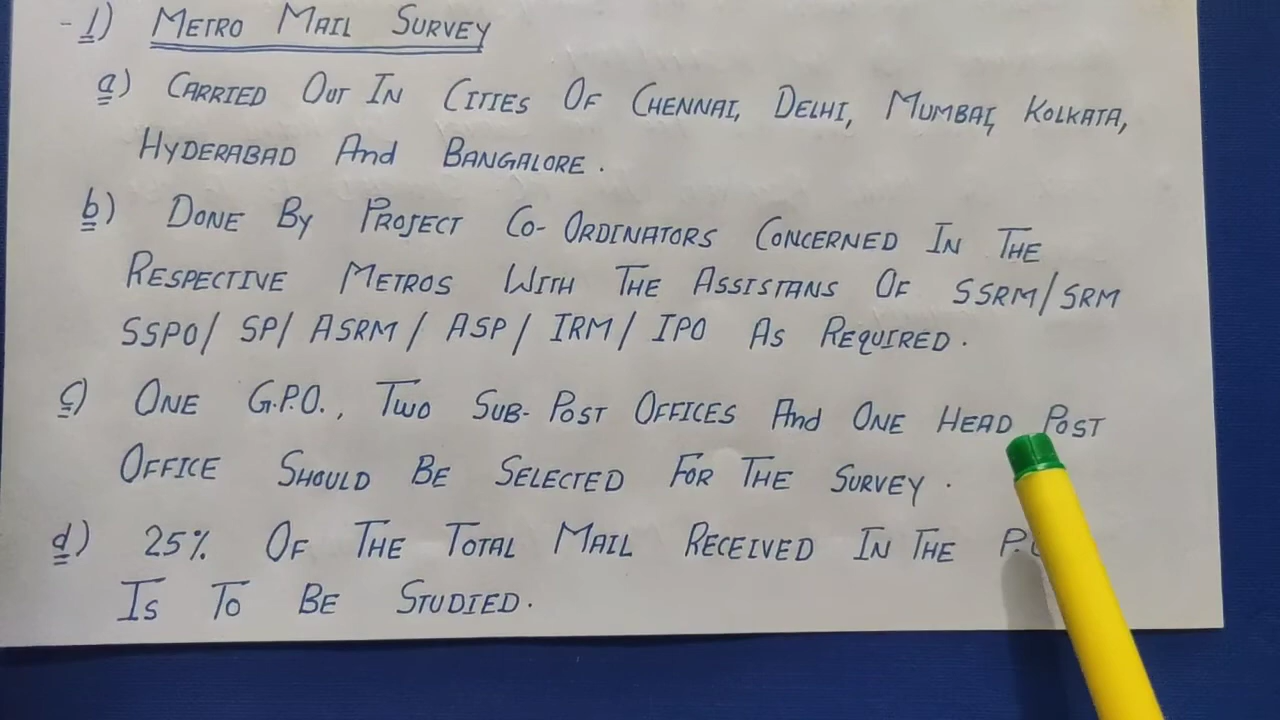 -1) METRO MAIL SURVEY
a) CARRIED OUT IN CITIES OF CHENNAI, DELHI, MUMBAI, KOLKATA,
HYDERABAD And BANGALORE.
b) DONE By PROJECT CO-ORDINATORS CONCERNED IN THE
RESPECTIVE METROS WITH THE ASSISTANS OF SSRM/SRM
SSPO/ SP/ ASRM/ ASP/ IRM/ IPO AS REQUIRED.
c) ONE G.P.O., TWO SUB-POST OFFICES And ONE HEAD POST
OFFICE SHOULD BE SELECTED FOR THE SURVEY.
d) 25% OF THE TOTAL MAIL RECEIVED IN THE
IS TO BE STUDIED.